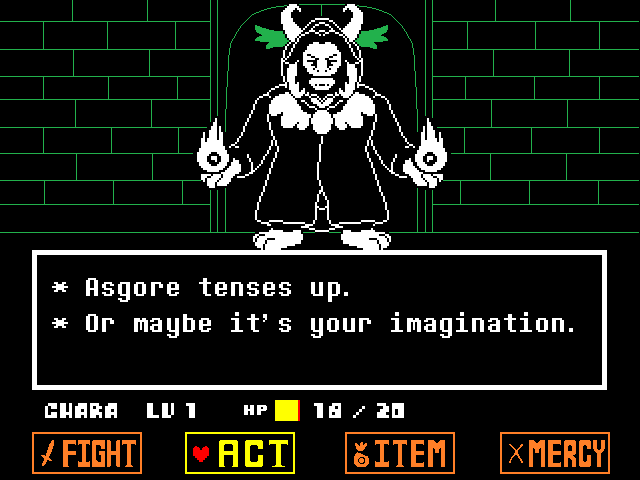 * Asgore tenses up.
* Or maybe it's your imagination.
CHARA LV 1 HP 18 / 20
FIGHT ACT ITEM MERCY